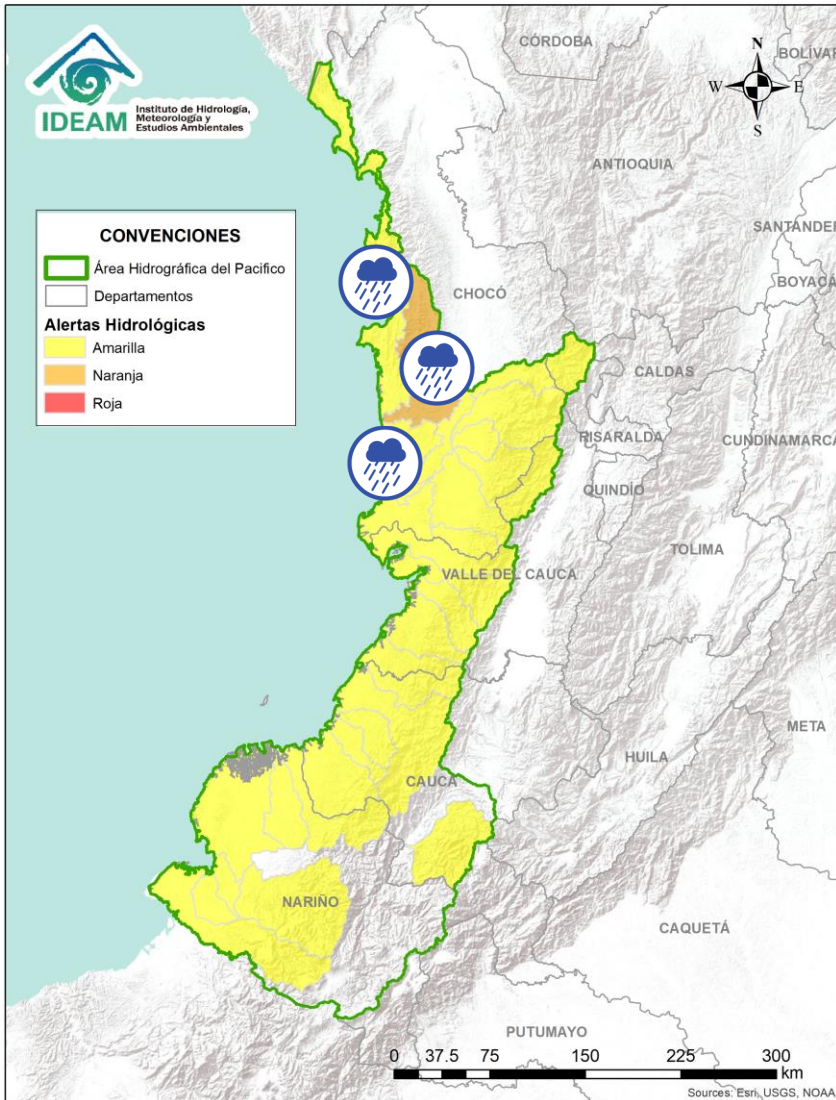 IDEAM
Instituto de Hidrología,
Meteorología y
Estudios Ambientales
CÓRDOBA
BOLÍVAR
N
W
E
S
ANTIOQUIA
SANTANDER
BOYACÁ
CONVENCIONES
Área Hidrográfica del Pacifico
Departamentos
Alertas Hidrológicas
Amarilla
Naranja
Roja
CHOCÓ
CALDAS
RISARALDA
CUNDINAMARCA
QUINDÍO
TOLIMA
VALLE DEL CAUCA
META
HUILA
CAUCA
NARIÑO
CAQUETÁ
PUTUMAYO
0 37.5 75 150 225 300
km
Sources: Esri, USGS, NOAA